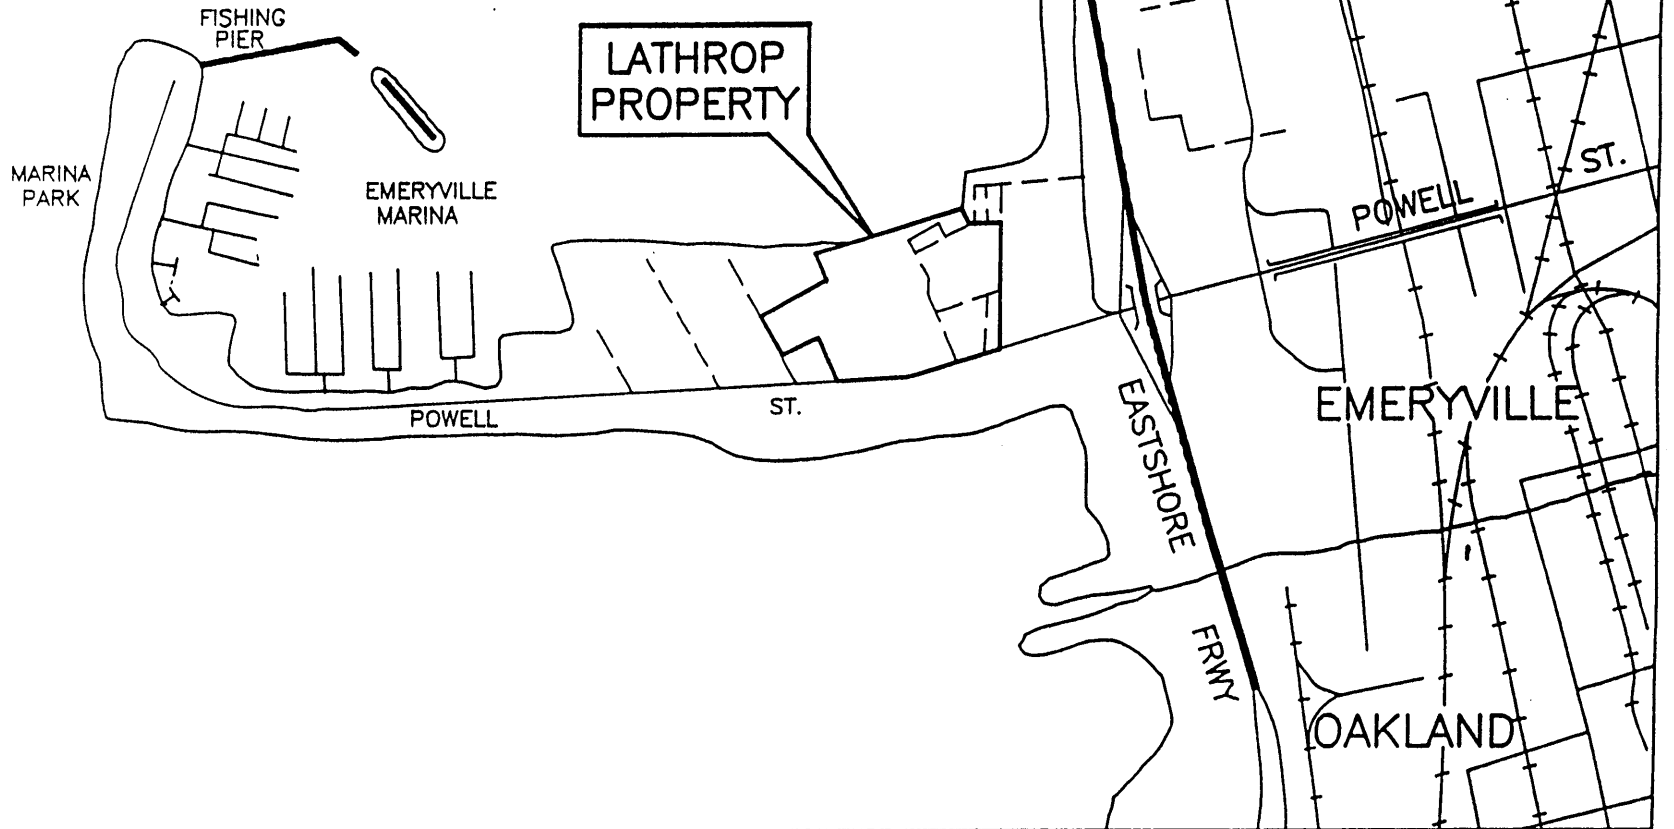 FISHING
PIER
LATHROP
PROPERTY
MARINA
PARK
EMERYVILLE
MARINA
POWELL
ST.
POWELL
ST.
EASTSHORE
FRWY
EMERYVILLE
OAKLAND